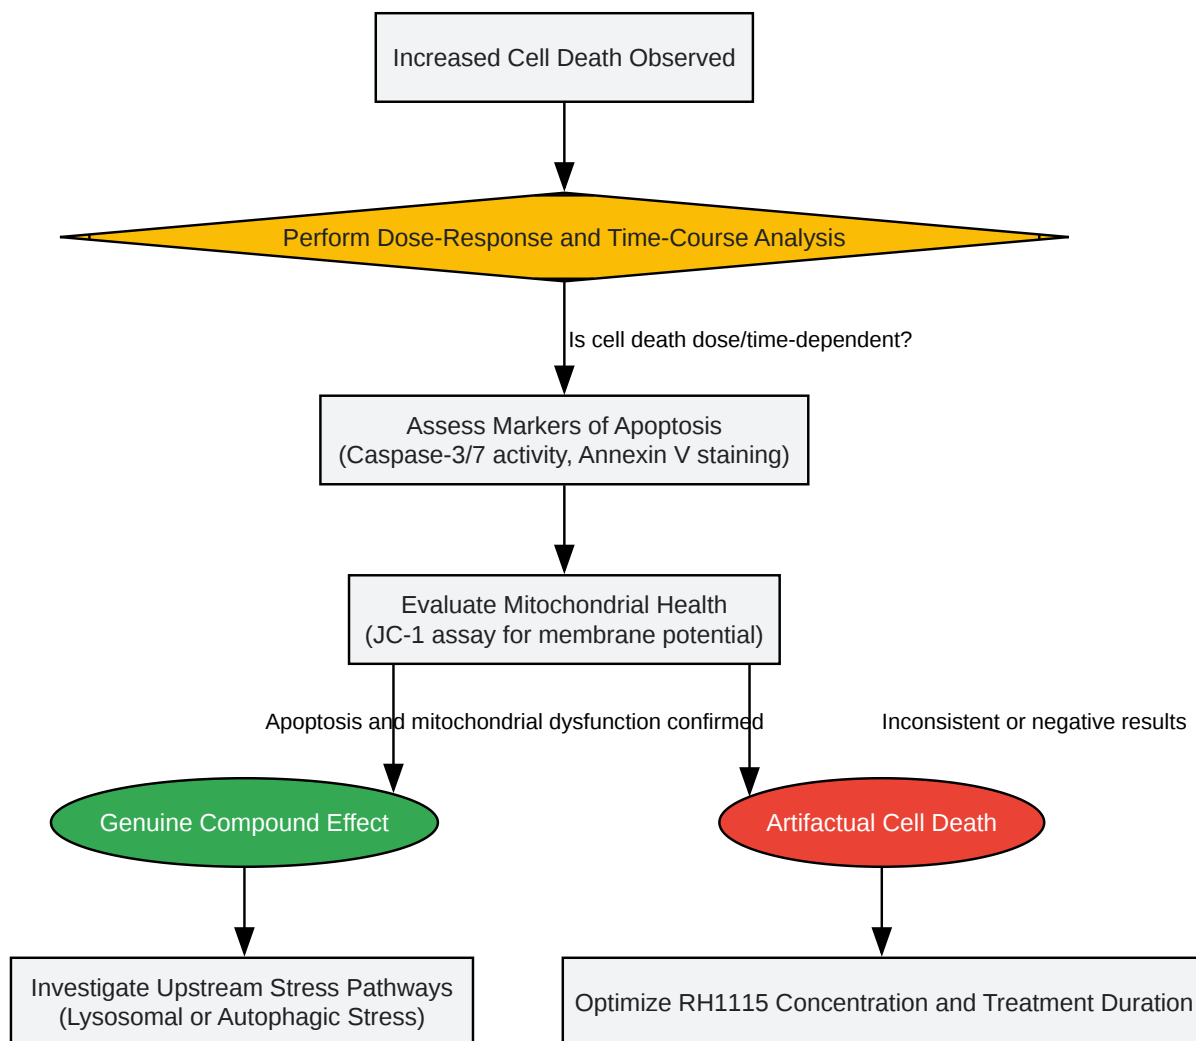 Increased Cell Death Observed
Perform Dose-Response and Time-Course Analysis
Is cell death dose/time-dependent?
Assess Markers of Apoptosis
(Caspase-3/7 activity, Annexin V staining)
Evaluate Mitochondrial Health
(JC-1 assay for membrane potential)
Apoptosis and mitochondrial dysfunction confirmed
Inconsistent or negative results
Genuine Compound Effect
Artifactual Cell Death
Investigate Upstream Stress Pathways
(Lysosomal or Autophagic Stress)
Optimize RH1115 Concentration and Treatment Duration